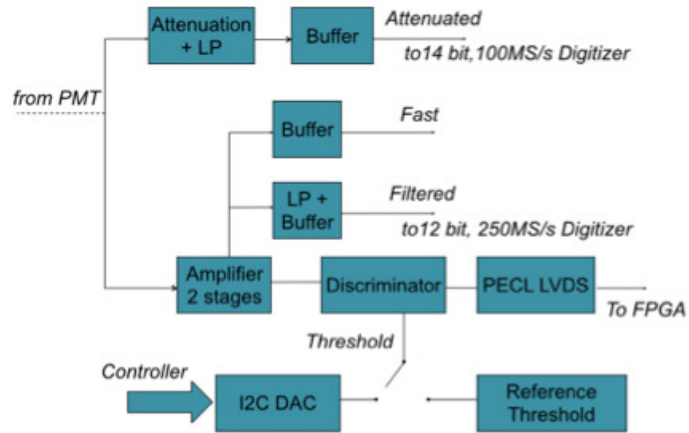 Attenuation
+ LP
Buffer
Attenuated
to14 bit,100MS/s Digitizer
from PMT
Buffer
Fast
LP +
Buffer
Filtered
to12 bit, 250MS/s Digitizer
Amplifier
2 stages
Discriminator
PECL LVDS
To FPGA
Threshold
Controller
I2C DAC
Reference
Threshold